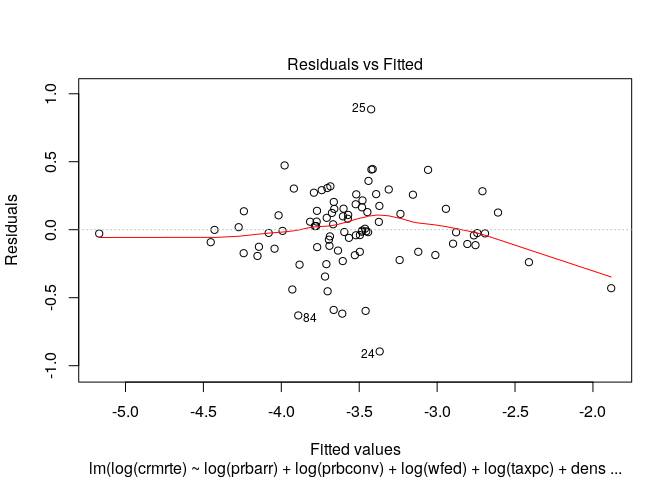 Residuals vs Fitted
Residuals
1.0
0.5
0.0
-0.5
-1.0
25
84
24
-5.0 -4.5 -4.0 -3.5 -3.0 -2.5 -2.0
Fitted values
lm(log(crmrte) ~ log(prbarr) + log(prbconv) + log(wfed) + log(taxpc) + dens ...